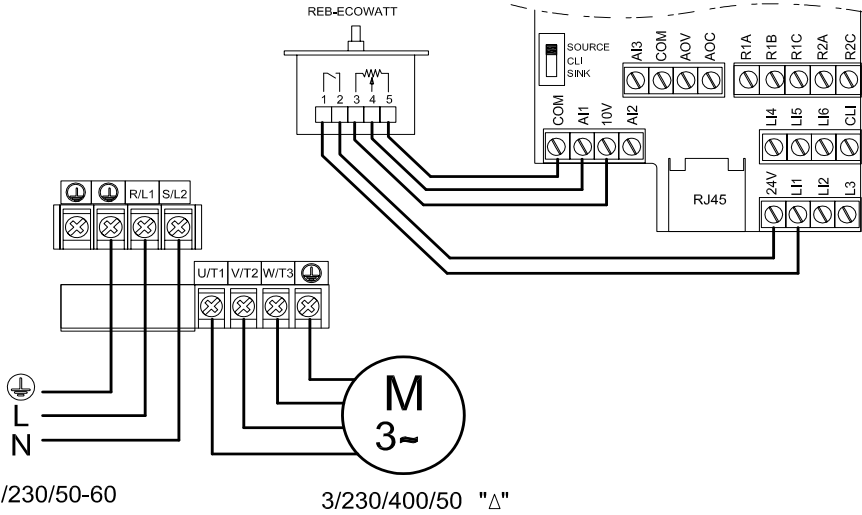 REB-ECOWATT
1 2 3 4 5
SOURCE
CLI
SINK
AI3 COM AOV AOC
R1A R1B R1C R2A R2C
COM AI1 10V AI2
LI4 LI5 LI6 CLI
RJ45
24V LI1 LI2 L3
R/L1 S/L2
U/T1 V/T2 W/T3
L
N
M
3~
/230/50-60
3/230/400/50 "Δ"